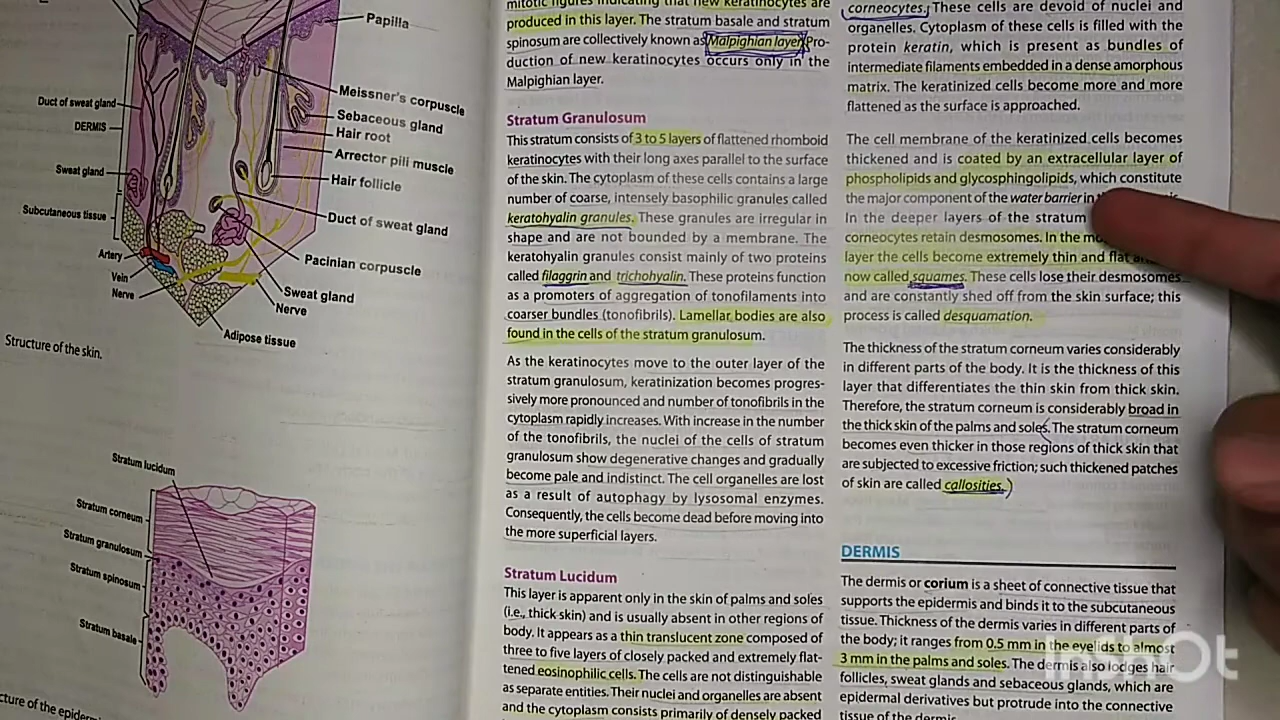 Papilla
Meissner's corpuscle
Sebaceous gland
Hair root
Arrector pili muscle
Hair follicle
Duct of sweat gland
Pacinian corpuscle
Sweat gland
Nerve
Adipose tissue
Duct of sweat gland
DERMIS
Sweat gland
Subcutaneous tissue
Artery
Vein
Nerve
Structure of the skin.
Stratum lucidum
Stratum corneum
Stratum granulosum
Stratum spinosum
Stratum basale
cture of the epiderm
mitotic figures indicating that new keratinocytes are
produced in this layer. The stratum basale and stratum
spinosum are collectively known as Malpighian layer. Pro-
duction of new keratinocytes occurs only in the
Malpighian layer.
Stratum Granulosum
This stratum consists of 3 to 5 layers of flattened rhomboid
keratinocytes with their long axes parallel to the surface
of the skin. The cytoplasm of these cells contains a large
number of coarse, intensely basophilic granules called
keratohyalin granules. These granules are irregular in
shape and are not bounded by a membrane. The
keratohyalin granules consist mainly of two proteins
called filaggrin and trichohyalin. These proteins function
as a promoters of aggregation of tonofilaments into
coarser bundles (tonofibrils). Lamellar bodies are also
found in the cells of the stratum granulosum.
As the keratinocytes move to the outer layer of the
stratum granulosum, keratinization becomes progres-
sively more pronounced and number of tonofibrils in the
cytoplasm rapidly increases. With increase in the number
of the tonofibrils, the nuclei of the cells of stratum
granulosum show degenerative changes and gradually
become pale and indistinct. The cell organelles are lost
as a result of autophagy by lysosomal enzymes.
Consequently, the cells become dead before moving into
the more superficial layers.
Stratum Lucidum
This layer is apparent only in the skin of palms and soles
(i.e., thick skin) and is usually absent in other regions of
body. It appears as a thin translucent zone composed of
three to five layers of closely packed and extremely flat-
tened eosinophilic cells. The cells are not distinguishable
as separate entities. Their nuclei and organelles are absent
and the cytoplasm consists primarily of densely packed
corneocytes. These cells are devoid of nuclei and
organelles. Cytoplasm of these cells is filled with the
protein keratin, which is present as bundles of
intermediate filaments embedded in a dense amorphous
matrix. The keratinized cells become more and more
flattened as the surface is approached.
The cell membrane of the keratinized cells becomes
thickened and is coated by an extracellular layer of
phospholipids and glycosphingolipids, which constitute
the major component of the water barrier in
In the deeper layers of the stratum
corneocytes retain desmosomes. In the
layer the cells become extremely thin and flat
now called squames. These cells lose their desmosomes
and are constantly shed off from the skin surface; this
process is called desquamation.
The thickness of the stratum corneum varies considerably
in different parts of the body. It is the thickness of this
layer that differentiates the thin skin from thick skin.
Therefore, the stratum corneum is considerably broad in
the thick skin of the palms and soles. The stratum corneum
becomes even thicker in those regions of thick skin that
are subjected to excessive friction; such thickened patches
of skin are called callosities.
DERMIS
The dermis or corium is a sheet of connective tissue that
supports the epidermis and binds it to the subcutaneous
tissue. Thickness of the dermis varies in different parts of
the body; it ranges from 0.5 mm in the eyelids to almost
3 mm in the palms and soles. The dermis also lodges hair
follicles, sweat glands and sebaceous glands, which are
epidermal derivatives but protrude into the connective
tissue of the dermis.
InShOt